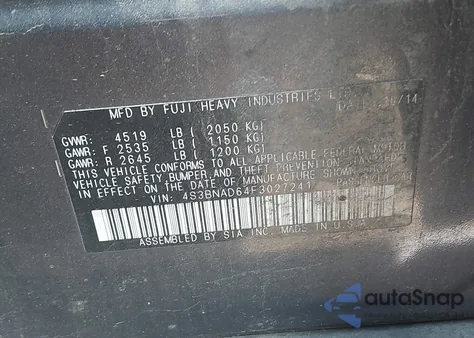 MFD BY FUJI HEAVY INDUSTRIES
10/14
GVWR: 4519 LB ( 2050 KG)
GAWR: F 2535 LB ( 1150 KG)
GAWR: R 2645 LB ( 1200 KG)
THIS VEHICLE CONFORMS TO ALL APPLICABLE FEDERAL MOTOR
VEHICLE SAFETY, BUMPER, AND THEFT PREVENTION STANDARDS
IN EFFECT ON THE DATE OF MANUFACTURE SHOWN ABOVE.
VIN: 4S3BNAD64F3027241
ASSEMBLED BY SIA INC. MADE IN U.S.A.
autoSnap